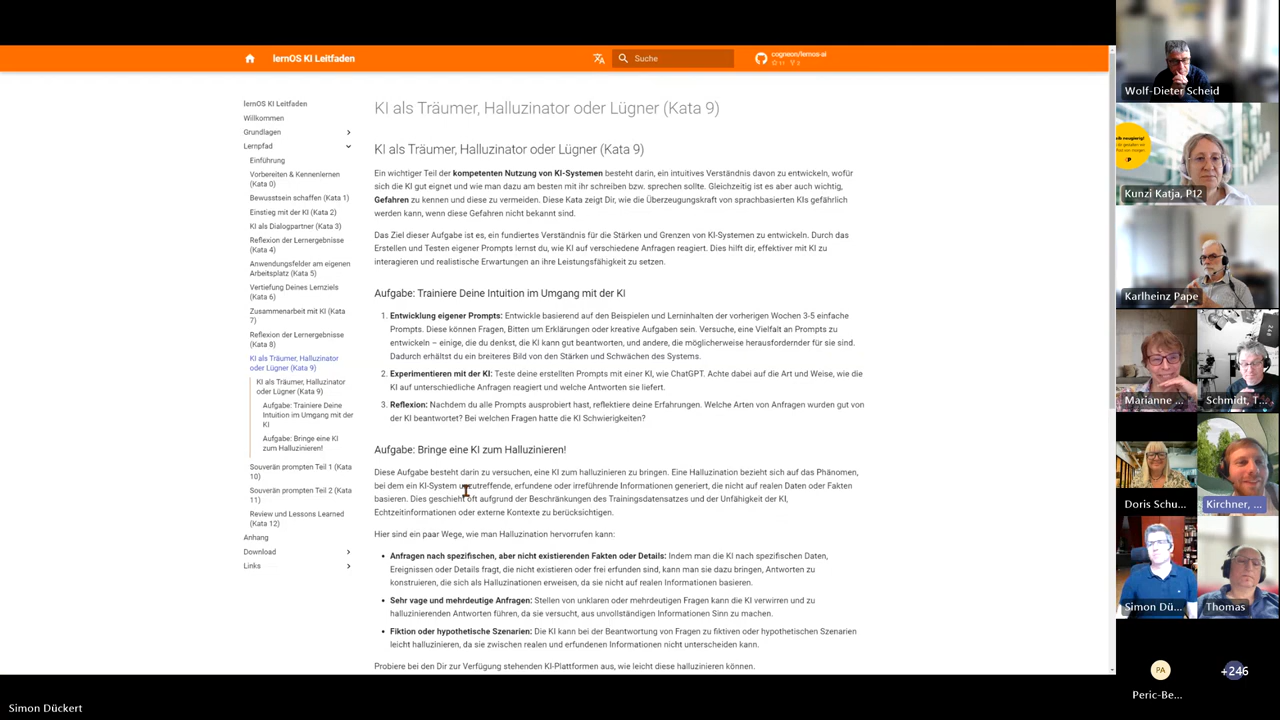 lernOS KI Leitfaden
Suche
cogneon/lernos-ai
lernOS KI Leitfaden
Willkommen
Grundlagen
Lernpfad
Einführung
Vorbereiten & Kennenlernen
(Kata 0)
Bewusstsein schaffen (Kata 1)
Einstieg mit der KI (Kata 2)
KI als Dialogpartner (Kata 3)
Reflexion der Lernergebnisse
(Kata 4)
Anwendungsfelder am eigenen
Arbeitsplatz (Kata 5)
Vertiefung Deines Lernziels
(Kata 6)
Zusammenarbeit mit KI (Kata
7)
Reflexion der Lernergebnisse
(Kata 8)
KI als Träumer, Halluzinator
oder Lügner (Kata 9)
KI als Träumer, Halluzinator
oder Lügner (Kata 9)
Aufgabe: Trainiere Deine
Intuition im Umgang mit der
KI
Aufgabe: Bringe eine KI
zum Halluzinieren!
Souverän prompten Teil 1 (Kata
10)
Souverän prompten Teil 2 (Kata
11)
Review und Lessons Learned
(Kata 12)
Anhang
Download
Links
KI als Träumer, Halluzinator oder Lügner (Kata 9)
KI als Träumer, Halluzinator oder Lügner (Kata 9)
Ein wichtiger Teil der kompetenten Nutzung von KI-Systemen besteht darin, ein intuitives Verständnis davon zu entwickeln, wofür
sich die KI gut eignet und wie man dazu am besten mit ihr schreiben bzw. sprechen sollte. Gleichzeitig ist es aber auch wichtig,
Gefahren zu kennen und diese zu vermeiden. Diese Kata zeigt Dir, wie die Überzeugungskraft von sprachbasierten KIs gefährlich
werden kann, wenn diese Gefahren nicht bekannt sind.
Das Ziel dieser Aufgabe ist es, ein fundiertes Verständnis für die Stärken und Grenzen von KI-Systemen zu entwickeln. Durch das
Erstellen und Testen eigener Prompts lernst du, wie KI auf verschiedene Anfragen reagiert. Dies hilft dir, effektiver mit KI zu
interagieren und realistische Erwartungen an ihre Leistungsfähigkeit zu setzen.
Aufgabe: Trainiere Deine Intuition im Umgang mit der KI
1. Entwicklung eigener Prompts: Entwickle basierend auf den Beispielen und Lerninhalten der vorherigen Wochen 3-5 einfache
Prompts. Diese können Fragen, Bitten um Erklärungen oder kreative Aufgaben sein. Versuche, eine Vielfalt an Prompts zu
entwickeln – einige, die du denkst, die KI kann gut beantworten, und andere, die möglicherweise herausfordernder für sie sind.
Dadurch erhältst du ein breiteres Bild von den Stärken und Schwächen des Systems.
2. Experimentieren mit der KI: Teste deine erstellten Prompts mit einer KI, wie ChatGPT. Achte dabei auf die Art und Weise, wie die
KI auf unterschiedliche Anfragen reagiert und welche Antworten sie liefert.
3. Reflexion: Nachdem du alle Prompts ausprobiert hast, reflektiere deine Erfahrungen. Welche Arten von Anfragen wurden gut von
der KI beantwortet? Bei welchen Fragen hatte die KI Schwierigkeiten?
Aufgabe: Bringe eine KI zum Halluzinieren!
Diese Aufgabe besteht darin zu versuchen, eine KI zum halluzinieren zu bringen. Eine Halluzination bezieht sich auf das Phänomen,
bei dem ein KI-System unzutreffende, erfundene oder irreführende Informationen generiert, die nicht auf realen Daten oder Fakten
basieren. Dies geschieht oft aufgrund der Beschränkungen des Trainingsdatensatzes und der Unfähigkeit der KI,
Echtzeitinformationen oder externe Kontexte zu berücksichtigen.
Hier sind ein paar Wege, wie man Halluzination hervorrufen kann:
• Anfragen nach spezifischen, aber nicht existierenden Fakten oder Details: Indem man die KI nach spezifischen Daten,
Ereignissen oder Details fragt, die nicht existieren oder frei erfunden sind, kann man sie dazu bringen, Antworten zu
konstruieren, die sich als Halluzinationen erweisen, da sie nicht auf realen Informationen basieren.
• Sehr vage und mehrdeutige Anfragen: Stellen von unklaren oder mehrdeutigen Fragen kann die KI verwirren und zu
halluzinierenden Antworten führen, da sie versucht, aus unvollständigen Informationen Sinn zu machen.
• Fiktion oder hypothetische Szenarien: Die KI kann bei der Beantwortung von Fragen zu fiktiven oder hypothetischen Szenarien
leicht halluzinieren, da sie zwischen realen und erfundenen Informationen nicht unterscheiden kann.
Probiere bei den Dir zur Verfügung stehenden KI-Plattformen aus, wie leicht diese halluzinieren können.
Wolf-Dieter Scheid
Kunzi Katja, P12
Karlheinz Pape
Marianne ...
Schmidt, T...
Doris Schu...
Kirchner, ...
Simon Dü...
Thomas
PA
Peric-Be...
+246
Simon Dückert